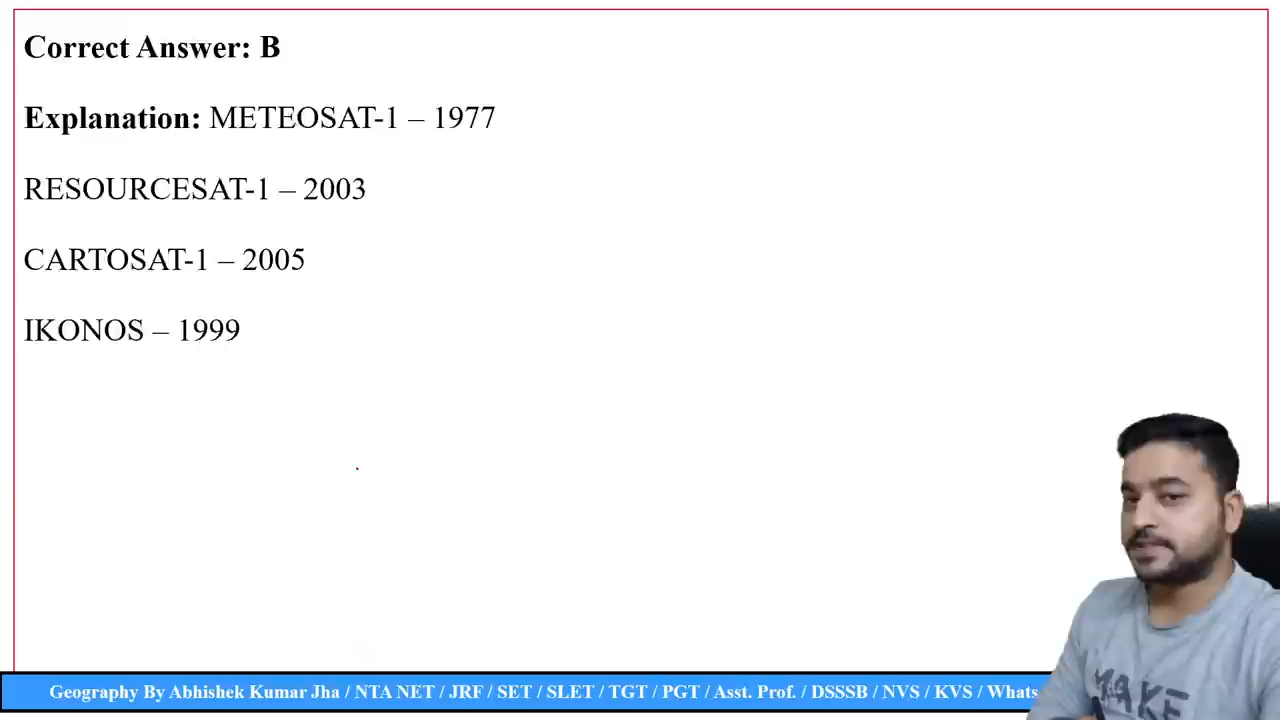 Correct Answer: B
Explanation: METEOSAT-1 – 1977
RESOURCESAT-1 – 2003
CARTOSAT-1 – 2005
IKONOS – 1999
MAKE
Geography By Abhishek Kumar Jha / NTA NET / JRF / SET / SLET / TGT / PGT / Asst. Prof. / DSSSB / NVS / KVS / Whats